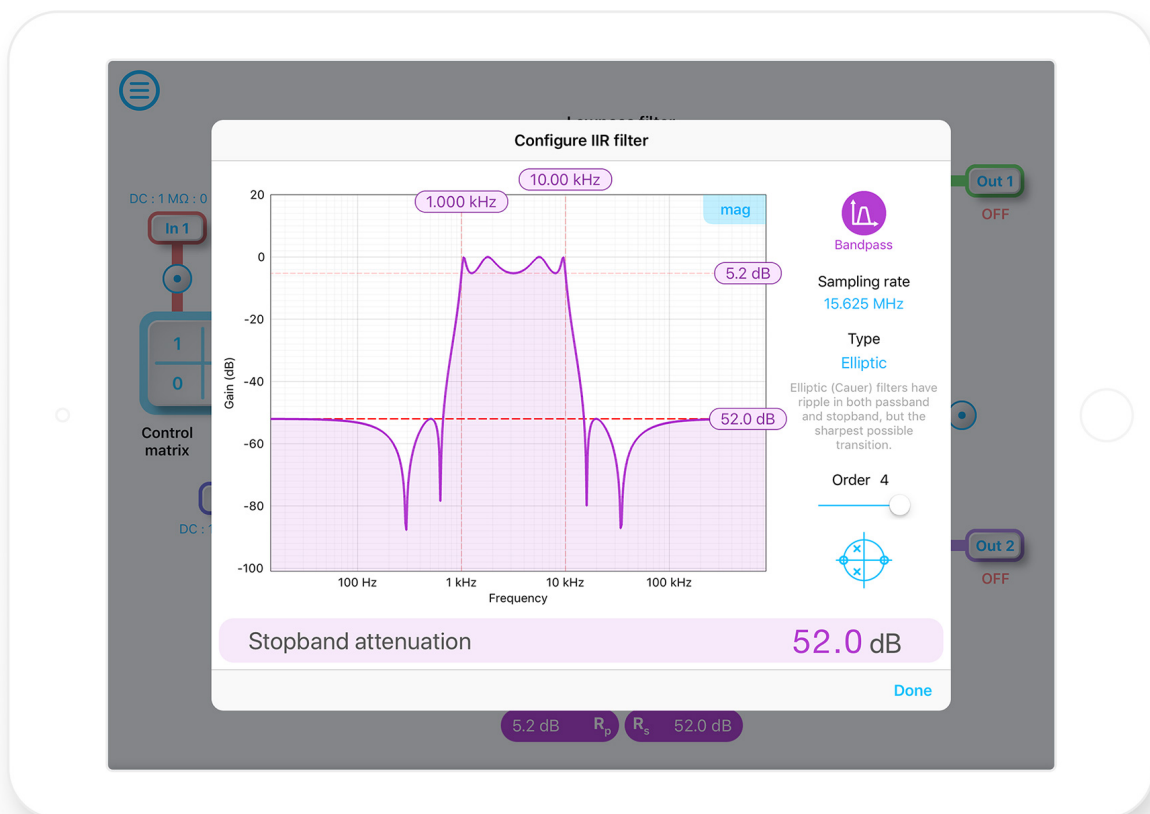 Configure IIR filter
DC : 1 MΩ : 0
In 1
1
0
Control
matrix
DC : 1
1.000 kHz
10.00 kHz
mag
5.2 dB
52.0 dB
Gain (dB)
20
0
-20
-40
-60
-80
-100
100 Hz
1 kHz
10 kHz
100 kHz
Frequency
Bandpass
Sampling rate
15.625 MHz
Type
Elliptic
Elliptic (Cauer) filters have
ripple in both passband
and stopband, but the
sharpest possible
transition.
Order 4
Stopband attenuation
52.0 dB
Done
Out 1
OFF
Out 2
OFF
5.2 dB Rp
Rs 52.0 dB